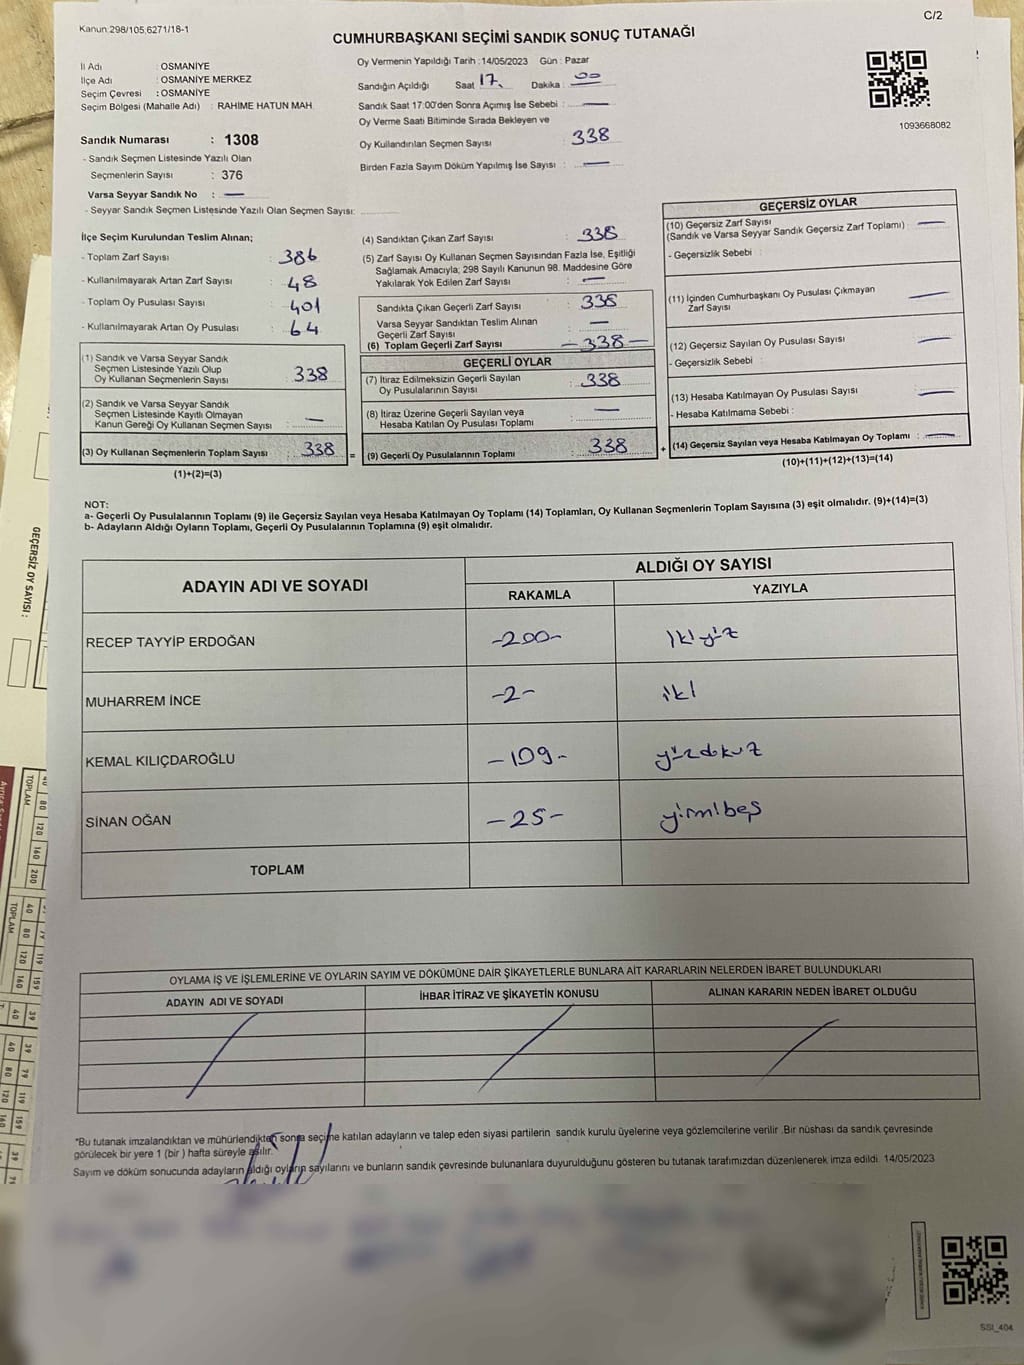 Kanun:298/105,6271/18-1
C/2
CUMHURBAŞKANI SEÇİMİ SANDIK SONUÇ TUTANAĞI
İl Adı : OSMANİYE
İlçe Adı : OSMANİYE MERKEZ
Seçim Çevresi : OSMANİYE
Seçim Bölgesi (Mahalle Adı) : RAHİME HATUN MAH
Oy Vermenin Yapıldığı Tarih :14/05/2023 Gün : Pazar
Sandığın Açıldığı Saat 17. Dakika : 00
Sandık Saat 17:00'den Sonra Açımış İse Sebebi : —
Oy Verme Saati Bitiminde Sırada Bekleyen ve
Oy Kullandırılan Seçmen Sayısı : 338
Birden Fazla Sayım Döküm Yapılmış İse Sayısı : —
1093668082
Sandık Numarası : 1308
- Sandık Seçmen Listesinde Yazılı Olan
Seçmenlerin Sayısı : 376
Varsa Seyyar Sandık No : —
- Seyyar Sandık Seçmen Listesinde Yazılı Olan Seçmen Sayısı:
İlçe Seçim Kurulundan Teslim Alınan;
- Toplam Zarf Sayısı : 386
- Kullanılmayarak Artan Zarf Sayısı : 48
- Toplam Oy Pusulası Sayısı : 401
- Kullanılmayarak Artan Oy Pusulası : 64
(1) Sandık ve Varsa Seyyar Sandık
Seçmen Listesinde Yazılı Olup
Oy Kullanan Seçmenlerin Sayısı : 338
(2) Sandık ve Varsa Seyyar Sandık
Seçmen Listesinde Kayıtlı Olmayan
Kanun Gereği Oy Kullanan Seçmen Sayısı : —
(3) Oy Kullanan Seçmenlerin Toplam Sayısı : 338
(1)+(2)=(3)
(4) Sandıktan Çıkan Zarf Sayısı : 338
(5) Zarf Sayısı Oy Kullanan Seçmen Sayısından Fazla İse, Eşitliği
Sağlamak Amacıyla; 298 Sayılı Kanunun 98. Maddesine Göre
Yakılarak Yok Edilen Zarf Sayısı : —
Sandıkta Çıkan Geçerli Zarf Sayısı : 338
Varsa Seyyar Sandıktan Teslim Alınan
Geçerli Zarf Sayısı : —
(6) Toplam Geçerli Zarf Sayısı : —338—
GEÇERLİ OYLAR
(7) İtiraz Edilmeksizin Geçerli Sayılan
Oy Pusulalarının Sayısı : 338
(8) İtiraz Üzerine Geçerli Sayılan veya
Hesaba Katılan Oy Pusulası Toplamı : —
= (9) Geçerli Oy Pusulalarının Toplamı : 338
GEÇERSİZ OYLAR
(10) Geçersiz Zarf Sayısı
(Sandık ve Varsa Seyyar Sandık Geçersiz Zarf Toplamı) : —
- Geçersizlik Sebebi :
(11) İçinden Cumhurbaşkanı Oy Pusulası Çıkmayan
Zarf Sayısı : —
(12) Geçersiz Sayılan Oy Pusulası Sayısı : —
- Geçersizlik Sebebi :
(13) Hesaba Katılmayan Oy Pusulası Sayısı : —
- Hesaba Katılmama Sebebi :
+ (14) Geçersiz Sayılan veya Hesaba Katılmayan Oy Toplamı : —
(10)+(11)+(12)+(13)=(14)
NOT:
a- Geçerli Oy Pusulalarının Toplamı (9) ile Geçersiz Sayılan veya Hesaba Katılmayan Oy Toplamı (14) Toplamları, Oy Kullanan Seçmenlerin Toplam Sayısına (3) eşit olmalıdır. (9)+(14)=(3)
b- Adayların Aldığı Oyların Toplamı, Geçerli Oy Pusulalarının Toplamına (9) eşit olmalıdır.
ADAYIN ADI VE SOYADI
ALDIĞI OY SAYISI
RAKAMLA YAZIYLA
RECEP TAYYİP ERDOĞAN -200- ikiyüz
MUHARREM İNCE -2- iki
KEMAL KILIÇDAROĞLU -109- yüzdokuz
SİNAN OĞAN -25- yirmibeş
TOPLAM
OYLAMA İŞ VE İŞLEMLERİNE VE OYLARIN SAYIM VE DÖKÜMÜNE DAİR ŞİKAYETLERLE BUNLARA AİT KARARLARIN NELERDEN İBARET BULUNDUKLARI
ADAYIN ADI VE SOYADI İHBAR İTİRAZ VE ŞİKAYETİN KONUSU ALINAN KARARIN NEDEN İBARET OLDUĞU
*Bu tutanak imzalandıktan ve mühürlendikten sonra seçime katılan adayların ve talep eden siyasi partilerin sandık kurulu üyelerine veya gözlemcilerine verilir .Bir nüshası da sandık çevresinde
görülecek bir yere 1 (bir ) hafta süreyle asılır.
Sayım ve döküm sonucunda adayların aldığı oyların sayılarını ve bunların sandık çevresinde bulunanlara duyurulduğunu gösteren bu tutanak tarafımızdan düzenlenerek imza edildi. 14/05/2023
SSI_404
GEÇERSİZ OY SAYISI :
TOPLAM
40 80 120 160 200
TOPLAM
40 80 120 160
119 159
39 79 119 159
40 80 120 160